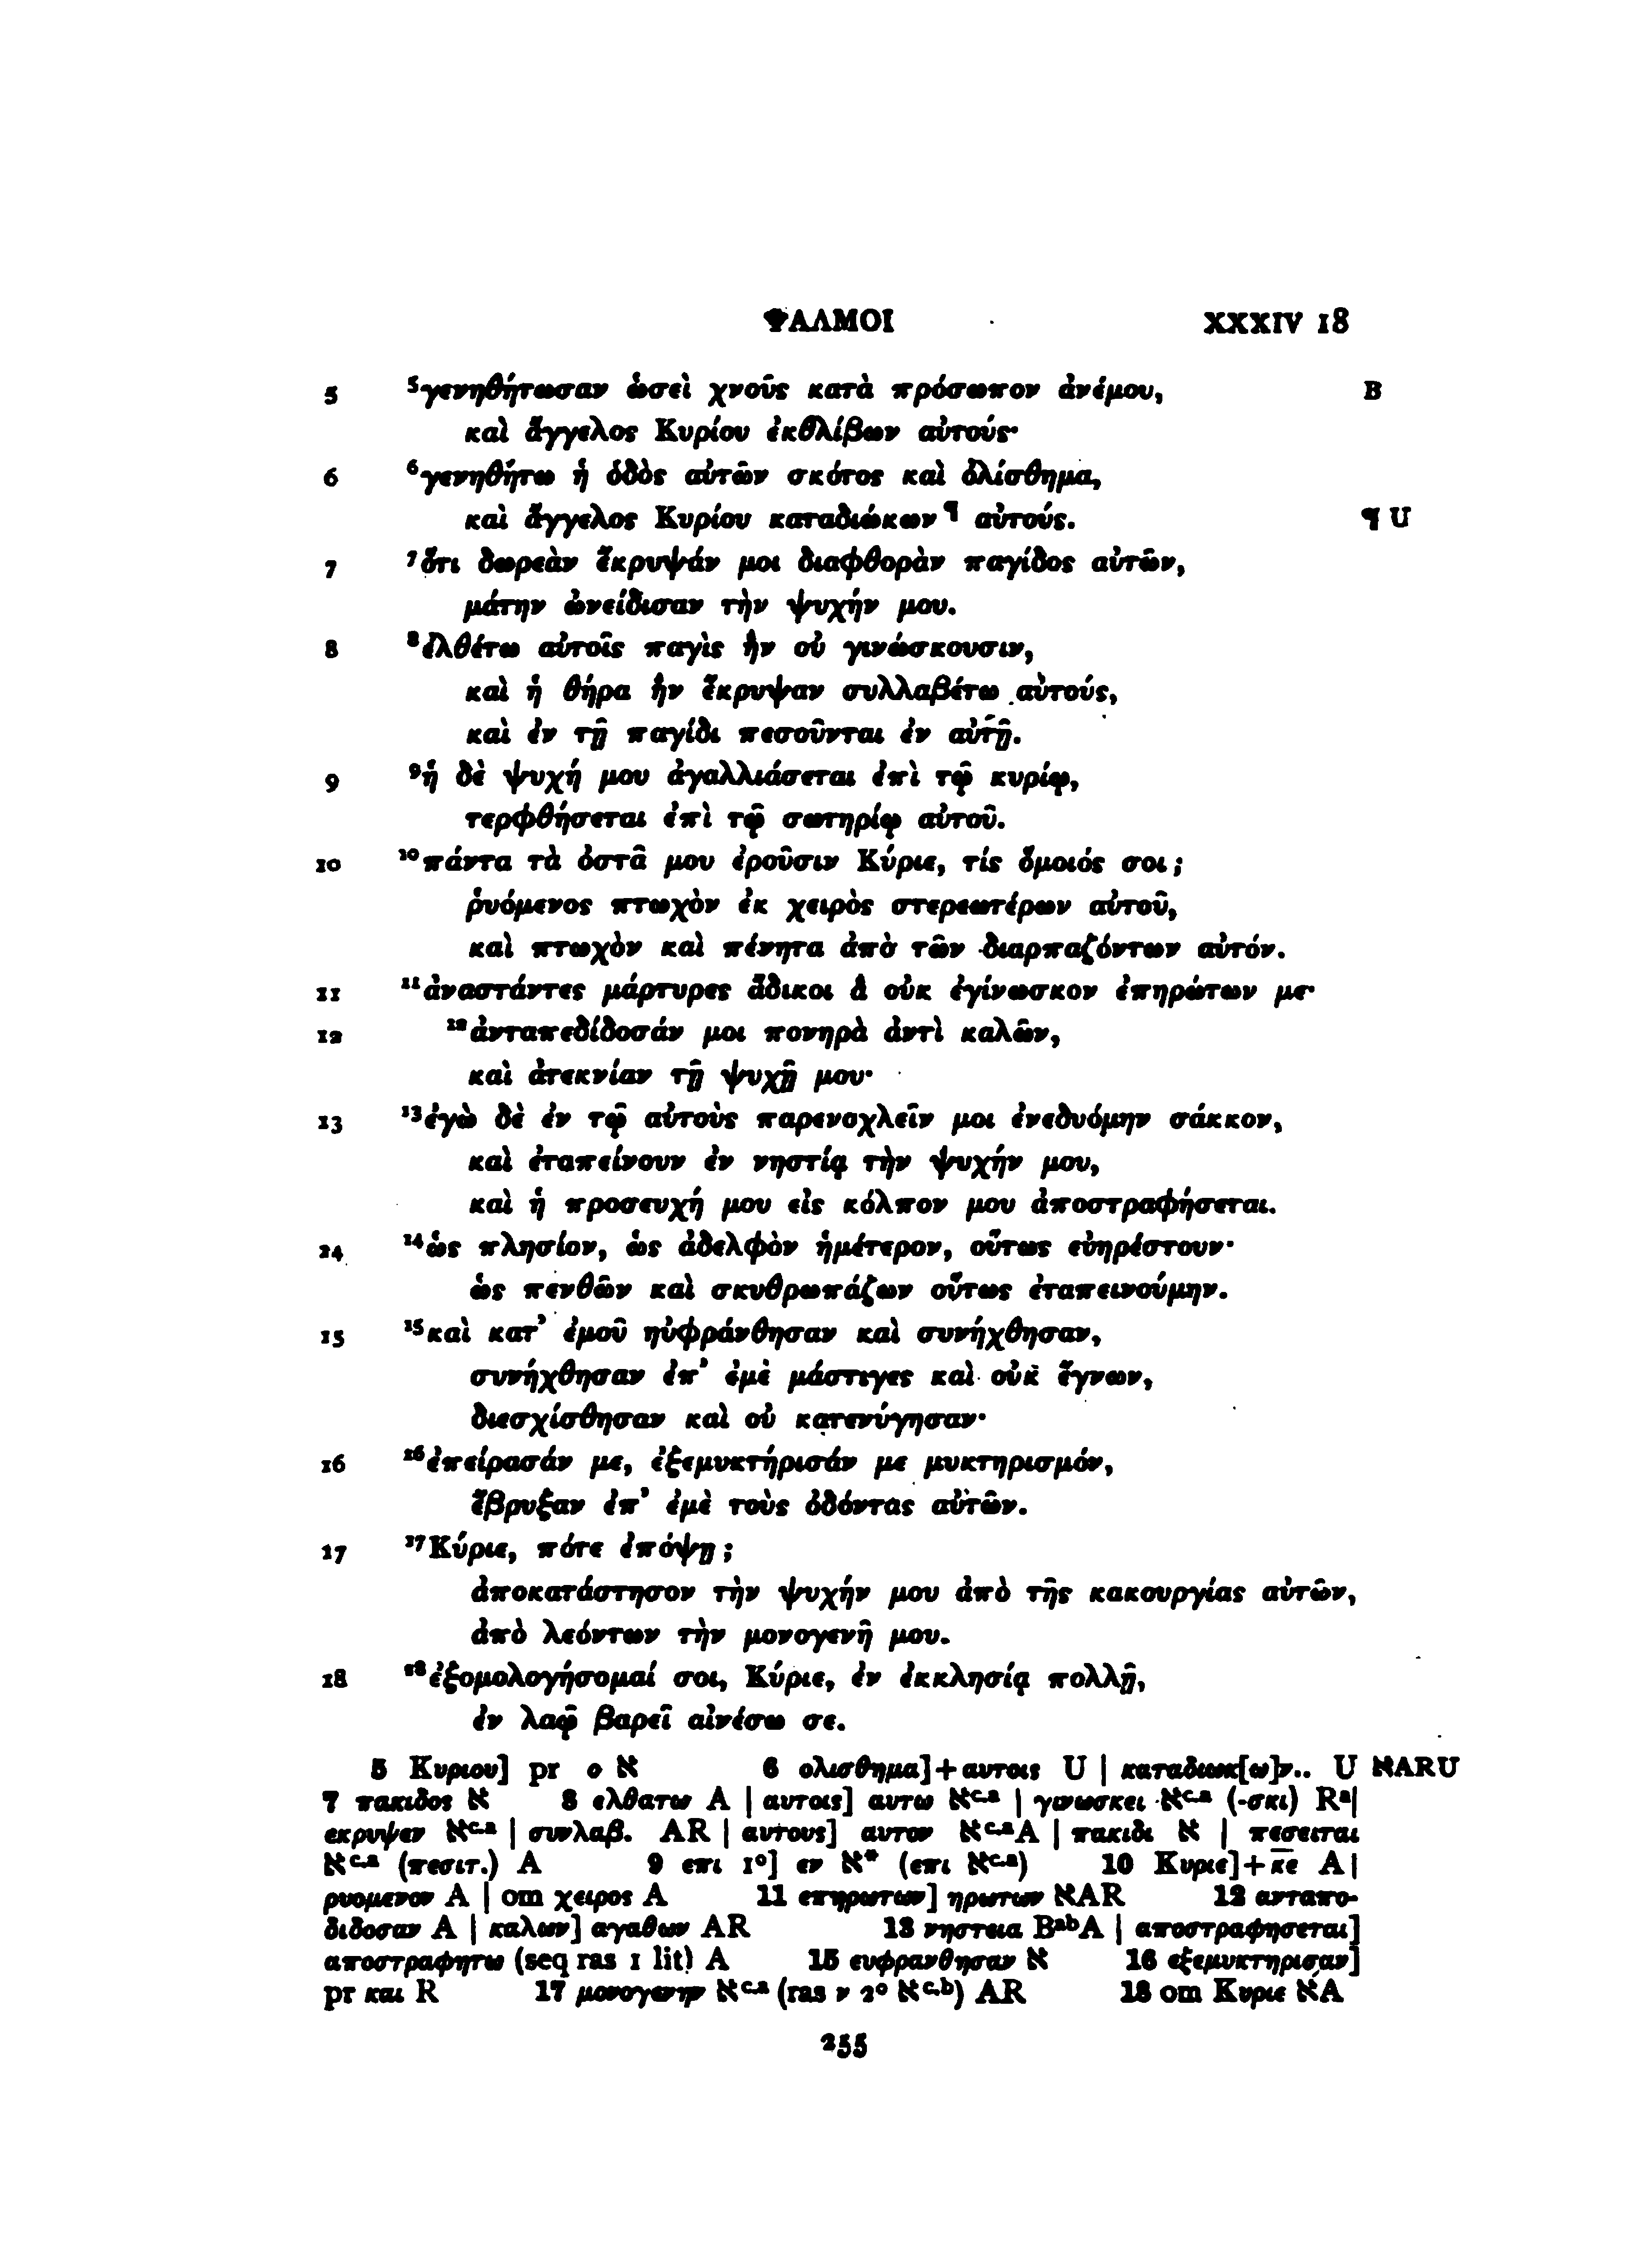 ΨΑΛΜΟΙ XXXIV 18
5 ⁵γενηθήτωσαν ὡσεὶ χνοῦς κατὰ πρόσωπον ἀνέμου, B
καὶ ἄγγελος Κυρίου ἐκθλίβων αὐτούς·
6 ⁶γενηθήτω ἡ ὁδὸς αὐτῶν σκότος καὶ ὀλίσθημα,
καὶ ἄγγελος Κυρίου καταδιώκων ¶ αὐτούς. ¶ U
7 ⁷ὅτι δωρεὰν ἔκρυψάν μοι διαφθορὰν παγίδος αὐτῶν,
μάτην ὠνείδισαν τὴν ψυχήν μου.
8 ⁸ἐλθέτω αὐτοῖς παγὶς ἣν οὐ γινώσκουσιν,
καὶ ἡ θήρα ἣν ἔκρυψαν συλλαβέτω αὐτούς,
καὶ ἐν τῇ παγίδι πεσοῦνται ἐν αὐτῇ.
9 ⁹ἡ δὲ ψυχή μου ἀγαλλιάσεται ἐπὶ τῷ κυρίῳ,
τερφθήσεται ἐπὶ τῷ σωτηρίῳ αὐτοῦ.
10 ¹⁰πάντα τὰ ὀστᾶ μου ἐροῦσιν Κύριε, τίς ὅμοιός σοι;
ῥυόμενος πτωχὸν ἐκ χειρὸς στερεωτέρων αὐτοῦ,
καὶ πτωχὸν καὶ πένητα ἀπὸ τῶν διαρπαζόντων αὐτόν.
11 ¹¹ἀναστάντες μάρτυρες ἄδικοι ἃ οὐκ ἐγίνωσκον ἐπηρώτων με·
12 ¹²ἀνταπεδίδοσάν μοι πονηρὰ ἀντὶ καλῶν,
καὶ ἀτεκνίαν τῇ ψυχῇ μου·
13 ¹³ἐγὼ δὲ ἐν τῷ αὐτοὺς παρενοχλεῖν μοι ἐνεδυόμην σάκκον,
καὶ ἐταπείνουν ἐν νηστίᾳ τὴν ψυχήν μου,
καὶ ἡ προσευχή μου εἰς κόλπον μου ἀποστραφήσεται.
14 ¹⁴ὡς πλησίον, ὡς ἀδελφὸν ἡμέτερον, οὕτως εὐηρέστουν·
ὡς πενθῶν καὶ σκυθρωπάζων οὕτως ἐταπεινούμην.
15 ¹⁵καὶ κατ’ ἐμοῦ ηὐφράνθησαν καὶ συνήχθησαν,
συνήχθησαν ἐπ’ ἐμὲ μάστιγες καὶ οὐκ ἔγνων,
διεσχίσθησαν καὶ οὐ κατενύγησαν·
16 ¹⁶ἐπείρασάν με, ἐξεμυκτήρισάν με μυκτηρισμόν,
ἔβρυξαν ἐπ’ ἐμὲ τοὺς ὀδόντας αὐτῶν.
17 ¹⁷Κύριε, πότε ἐπόψῃ;
ἀποκατάστησον τὴν ψυχήν μου ἀπὸ τῆς κακουργίας αὐτῶν,
ἀπὸ λεόντων τὴν μονογενῆ μου.
18 ¹⁸ἐξομολογήσομαί σοι, Κύριε, ἐν ἐκκλησίᾳ πολλῇ,
ἐν λαῷ βαρεῖ αἰνέσω σε.
5 Κυριου] pr ο א 6 ολισθημα]+αυτοις U | καταδιωκ[ω]ν.. U אARU
7 πακιδος א 8 ελθατω A | αυτοις] αυτω אᶜ·ᵃ | γινωσκει אᶜ·ᵃ (-σκι) Rᵃ|
εκρυψεν אᶜ·ᵃ | συνλαβ. AR | αυτους] αυτον אᶜ·ᵃA | πακιδι א | πεσειται
אᶜ·ᵃ (πεσιτ.) A 9 επι 1°] εν א* (επι אᶜ·ᵃ) 10 Κυριε]+κ̅ε̅ A|
ρυομενον A | om χειρος A 11 επηρωτων] ηρωτων אAR 12 ανταπο-
διδοσαν A | καλων] αγαθων AR 13 νηστεια BᵃᵇA | αποστραφησεται]
αποστραφητω (seq ras 1 lit) A 15 ευφρανθησαν א 16 εξεμυκτηρισαν]
pr και R 17 μονογενην אᶜ·ᵃ (ras ν 2° אᶜ·ᵇ) AR 18 om Κυριε אA
255